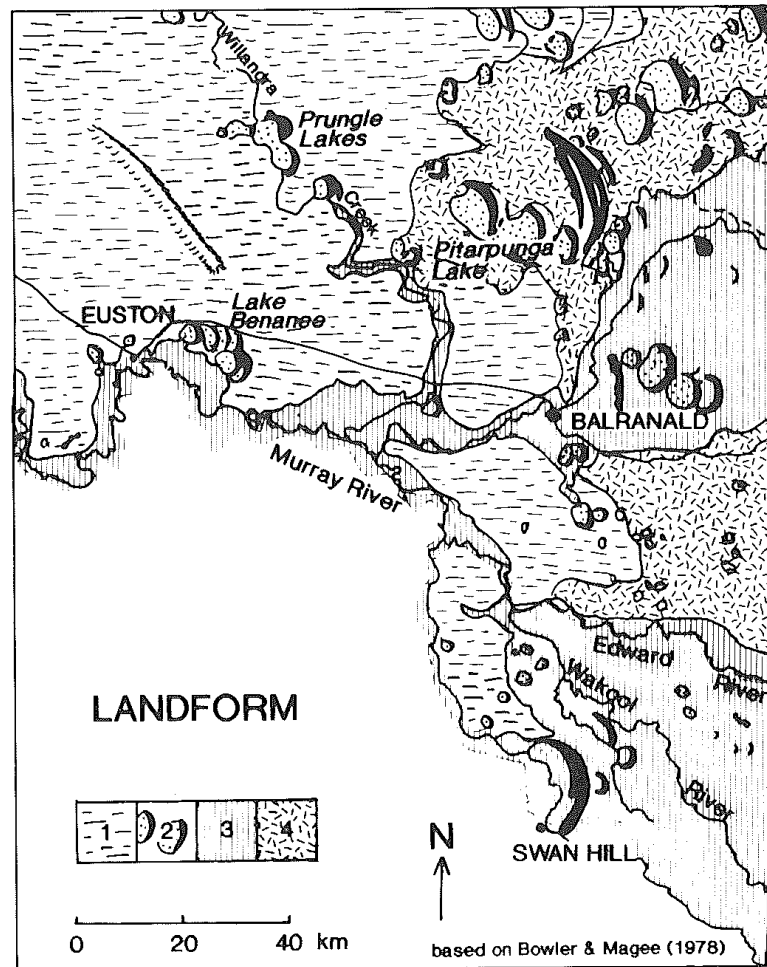 Willandra
Prungle
Lakes
Creek
Pitarpunga
Lake
EUSTON
Lake
Benanee
BALRANALD
Murray River
Edward
River
Wakool
River
LANDFORM
1 2 3 4
N
SWAN HILL
0 20 40 km
based on Bowler & Magee (1978)